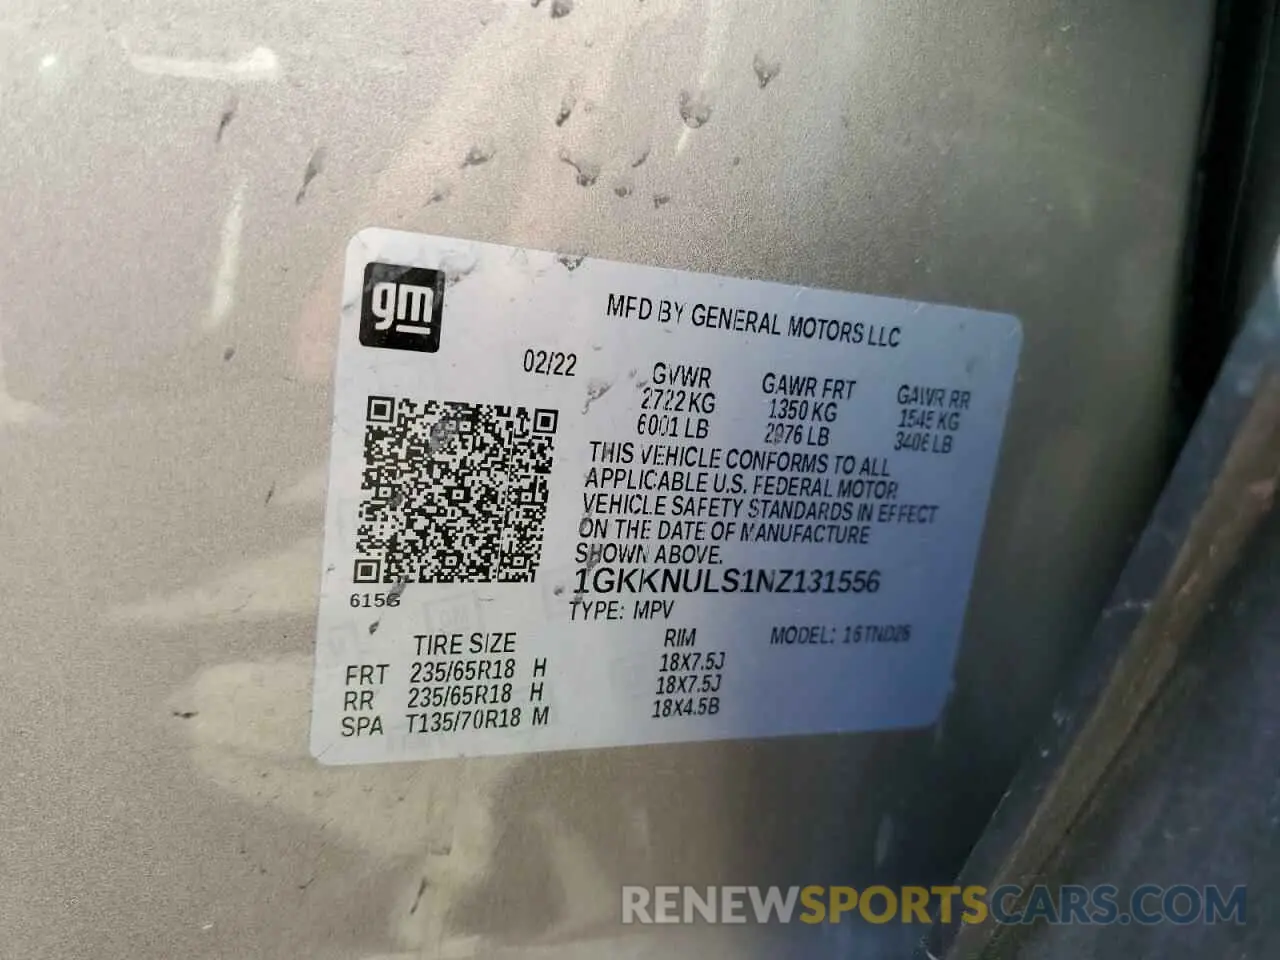 gm
MFD BY GENERAL MOTORS LLC
02/22
GVWR GAWR FRT GAWR RR
2722 KG 1350 KG 1545 KG
6001 LB 2976 LB 3406 LB
THIS VEHICLE CONFORMS TO ALL
APPLICABLE U.S. FEDERAL MOTOR
VEHICLE SAFETY STANDARDS IN EFFECT
ON THE DATE OF MANUFACTURE
SHOWN ABOVE.
1GKKNULS1NZ131556
615G
TYPE: MPV
MODEL: 16TND26
TIRE SIZE RIM
FRT 235/65R18 H 18X7.5J
RR 235/65R18 H 18X7.5J
SPA T135/70R18 M 18X4.5B
RENEWSPORTSCARS.COM